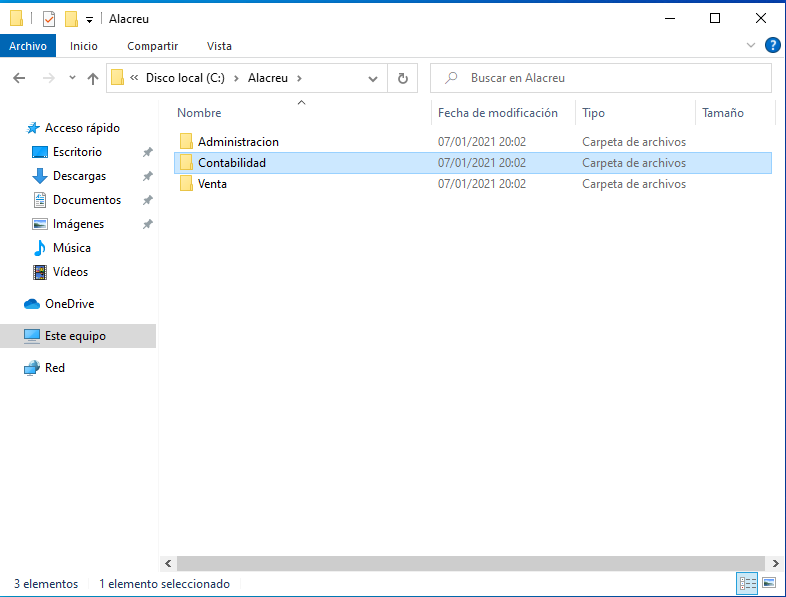 Alacreu
Archivo Inicio Compartir Vista
« Disco local (C:) > Alacreu > Buscar en Alacreu
Nombre Fecha de modificación Tipo Tamaño
Acceso rápido
Escritorio
Descargas
Documentos
Imágenes
Música
Vídeos
OneDrive
Este equipo
Red
Administracion 07/01/2021 20:02 Carpeta de archivos
Contabilidad 07/01/2021 20:02 Carpeta de archivos
Venta 07/01/2021 20:02 Carpeta de archivos
3 elementos 1 elemento seleccionado